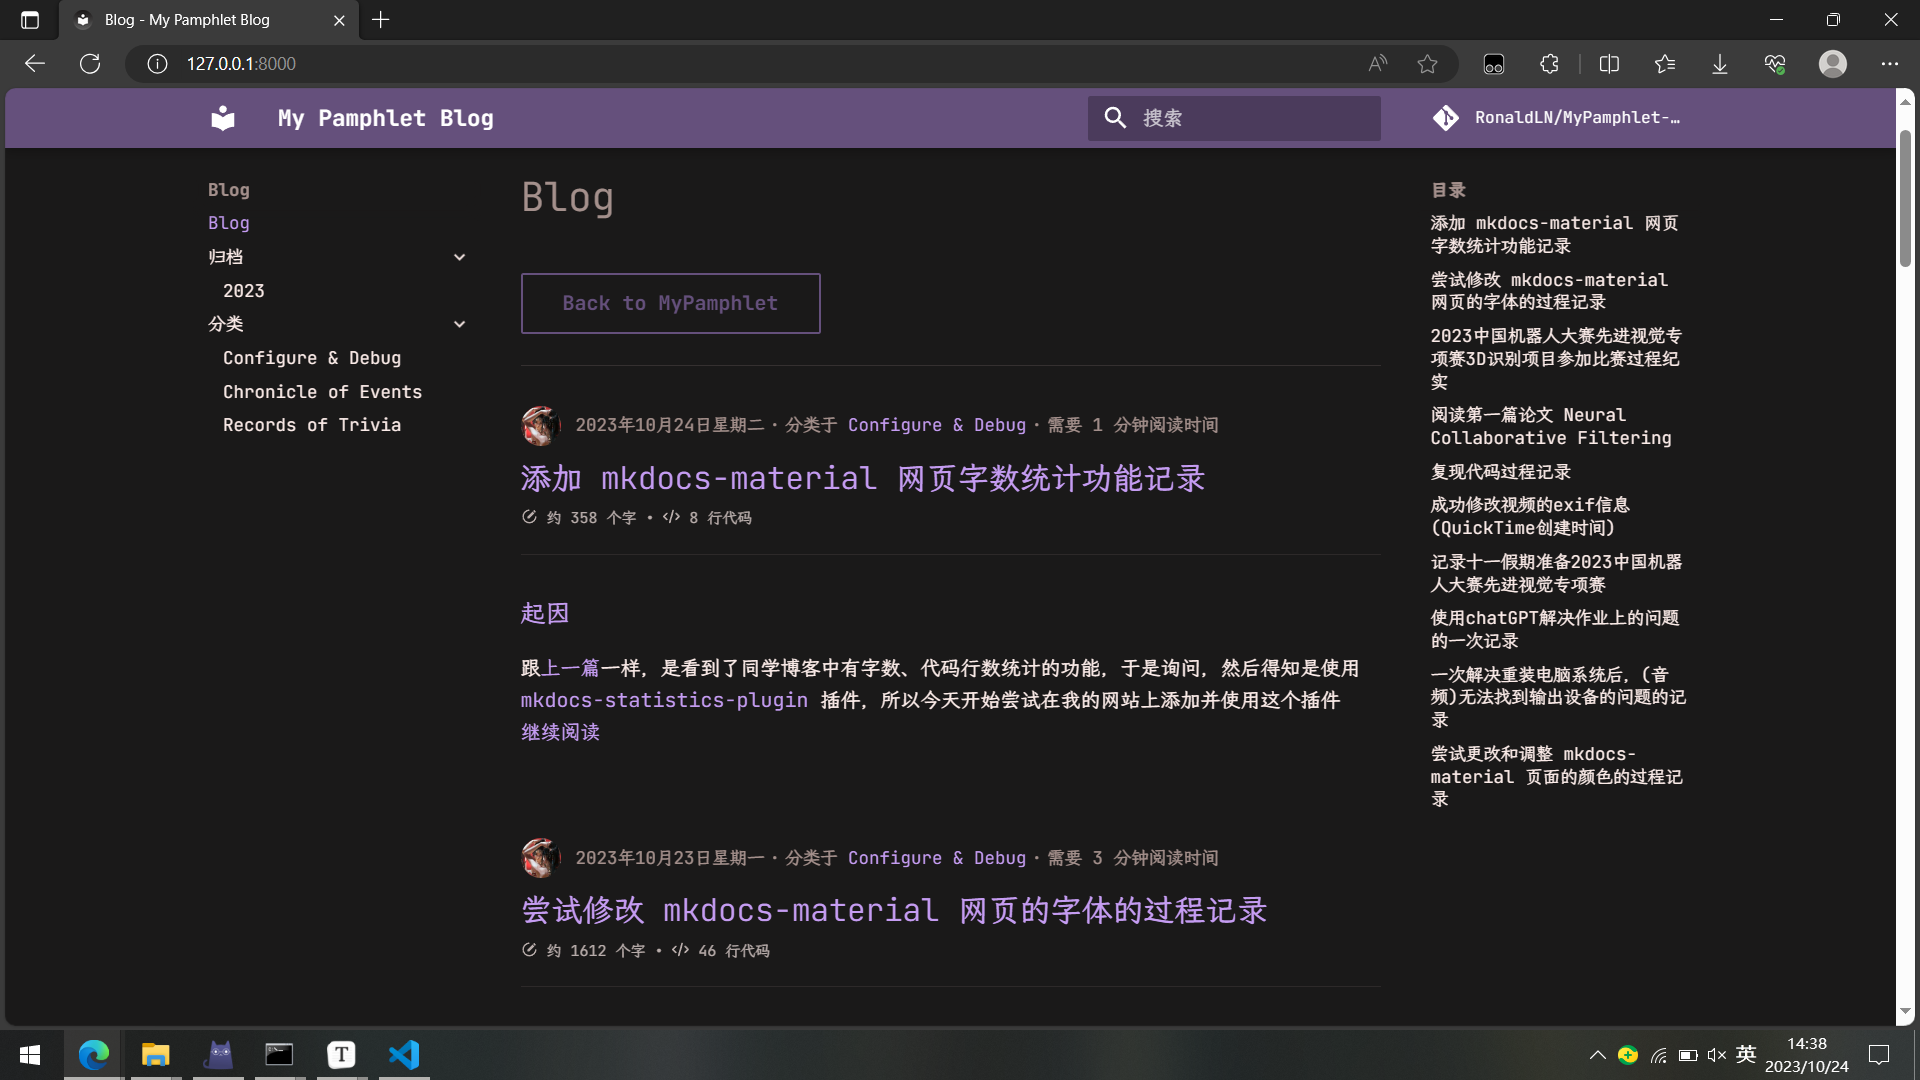 Blog - My Pamphlet Blog
127.0.0.1:8000
My Pamphlet Blog
搜索
RonaldLN/MyPamphlet-…
Blog
Blog
归档
2023
分类
Configure & Debug
Chronicle of Events
Records of Trivia
Blog
Back to MyPamphlet
2023年10月24日星期二 · 分类于 Configure & Debug · 需要 1 分钟阅读时间
添加 mkdocs-material 网页字数统计功能记录
约 358 个字 • </> 8 行代码
起因
跟上一篇一样，是看到了同学博客中有字数、代码行数统计的功能，于是询问，然后得知是使用
mkdocs-statistics-plugin 插件，所以今天开始尝试在我的网站上添加并使用这个插件
继续阅读
2023年10月23日星期一 · 分类于 Configure & Debug · 需要 3 分钟阅读时间
尝试修改 mkdocs-material 网页的字体的过程记录
约 1612 个字 • </> 46 行代码
目录
添加 mkdocs-material 网页
字数统计功能记录
尝试修改 mkdocs-material
网页的字体的过程记录
2023中国机器人大赛先进视觉专
项赛3D识别项目参加比赛过程纪
实
阅读第一篇论文 Neural
Collaborative Filtering
复现代码过程记录
成功修改视频的exif信息
(QuickTime创建时间)
记录十一假期准备2023中国机器
人大赛先进视觉专项赛
使用chatGPT解决作业上的问题
的一次记录
一次解决重装电脑系统后，(音
频)无法找到输出设备的问题的记
录
尝试更改和调整 mkdocs-
material 页面的颜色的过程记
录
T
英
14:38
2023/10/24